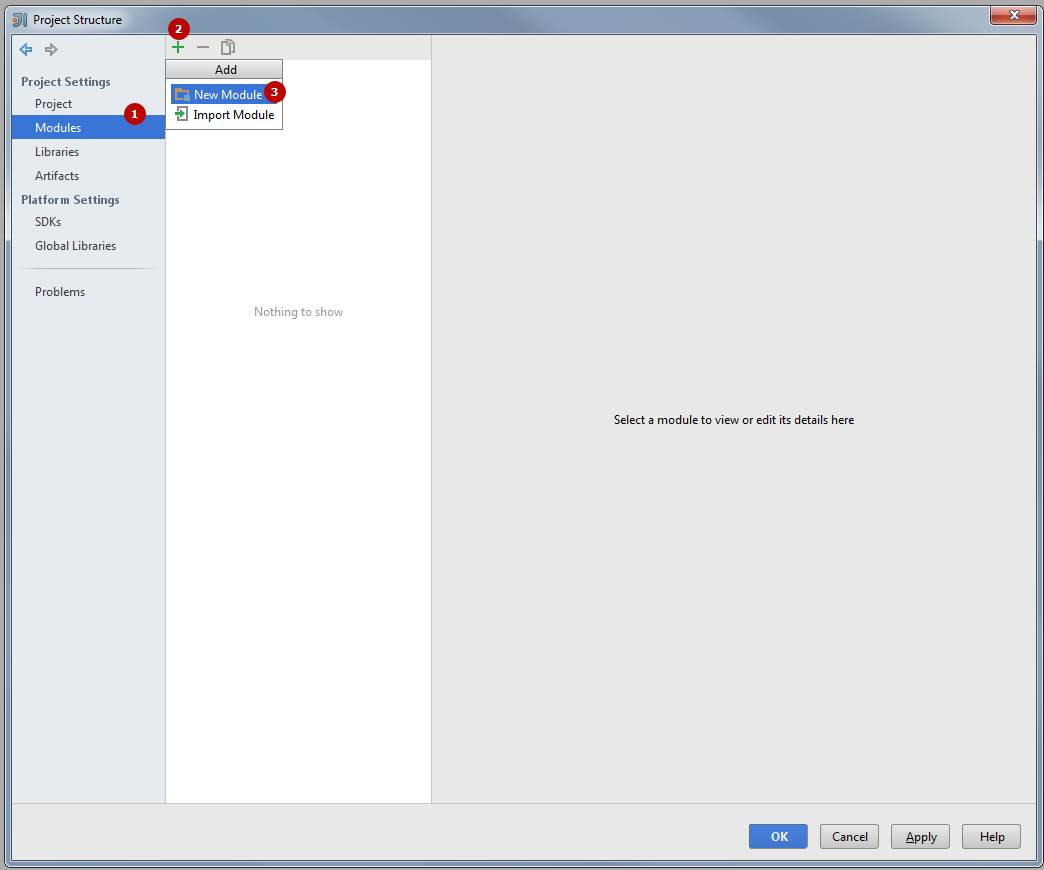 Project Structure
2
Add
Project Settings
New Module
3
Project
1
Import Module
Modules
Libraries
Artifacts
Platform Settings
SDKs
Global Libraries
Problems
Nothing to show
Select a module to view or edit its details here
OK
Cancel
Apply
Help